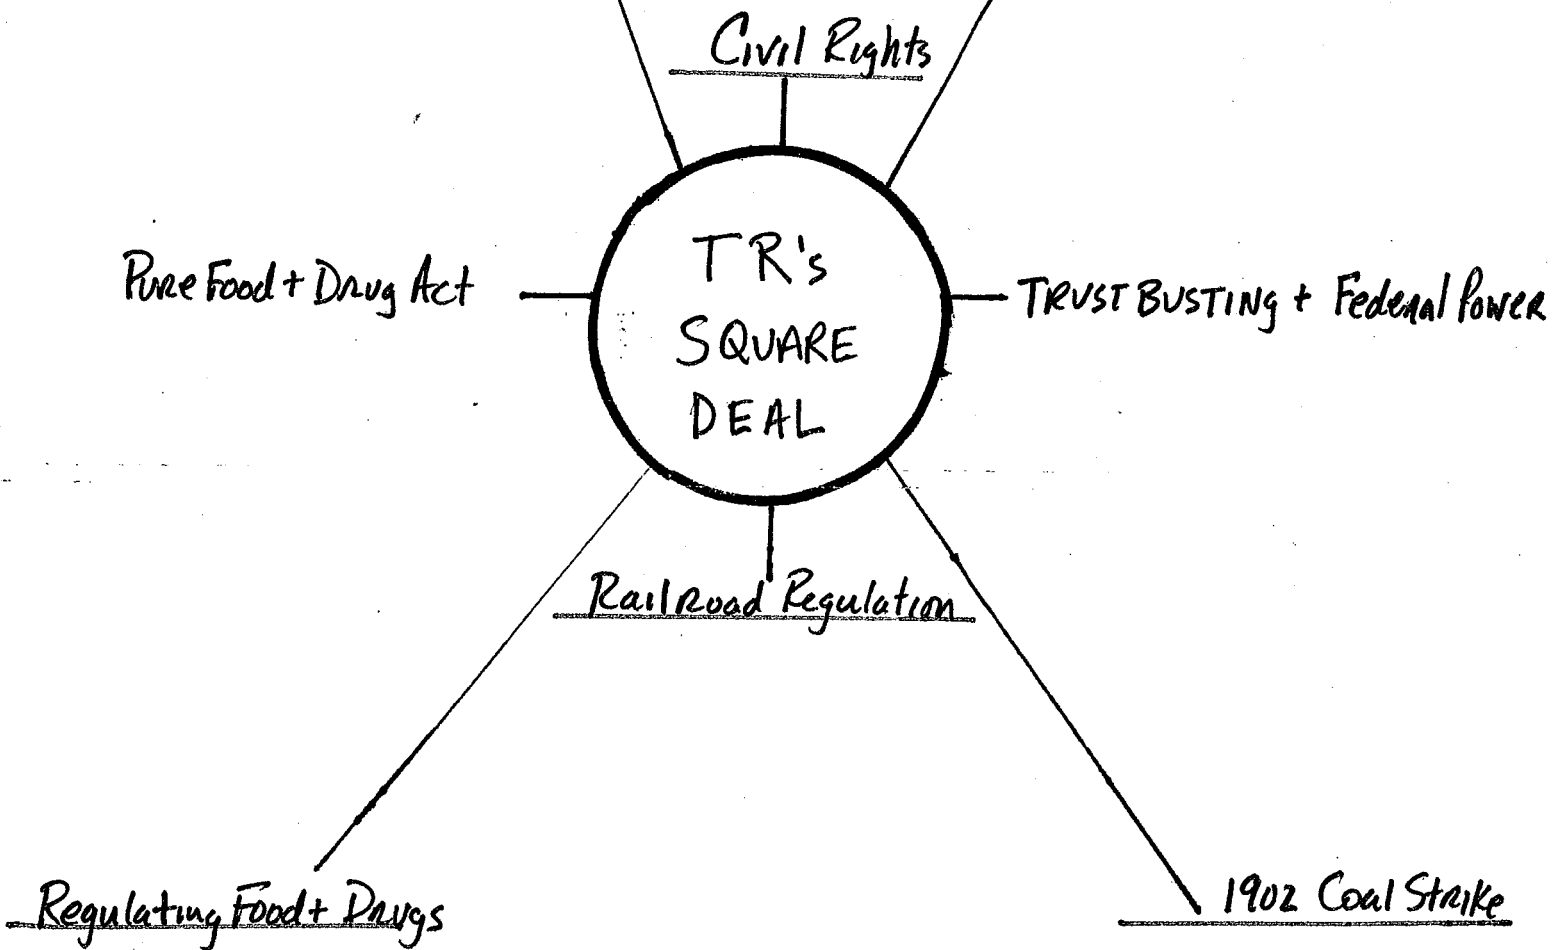 Civil Rights
TR's
SQUARE
DEAL
Pure Food + Drug Act
TRUST BUSTING + Federal Power
Railroad Regulation
Regulating Food + Drugs
1902 Coal Strike